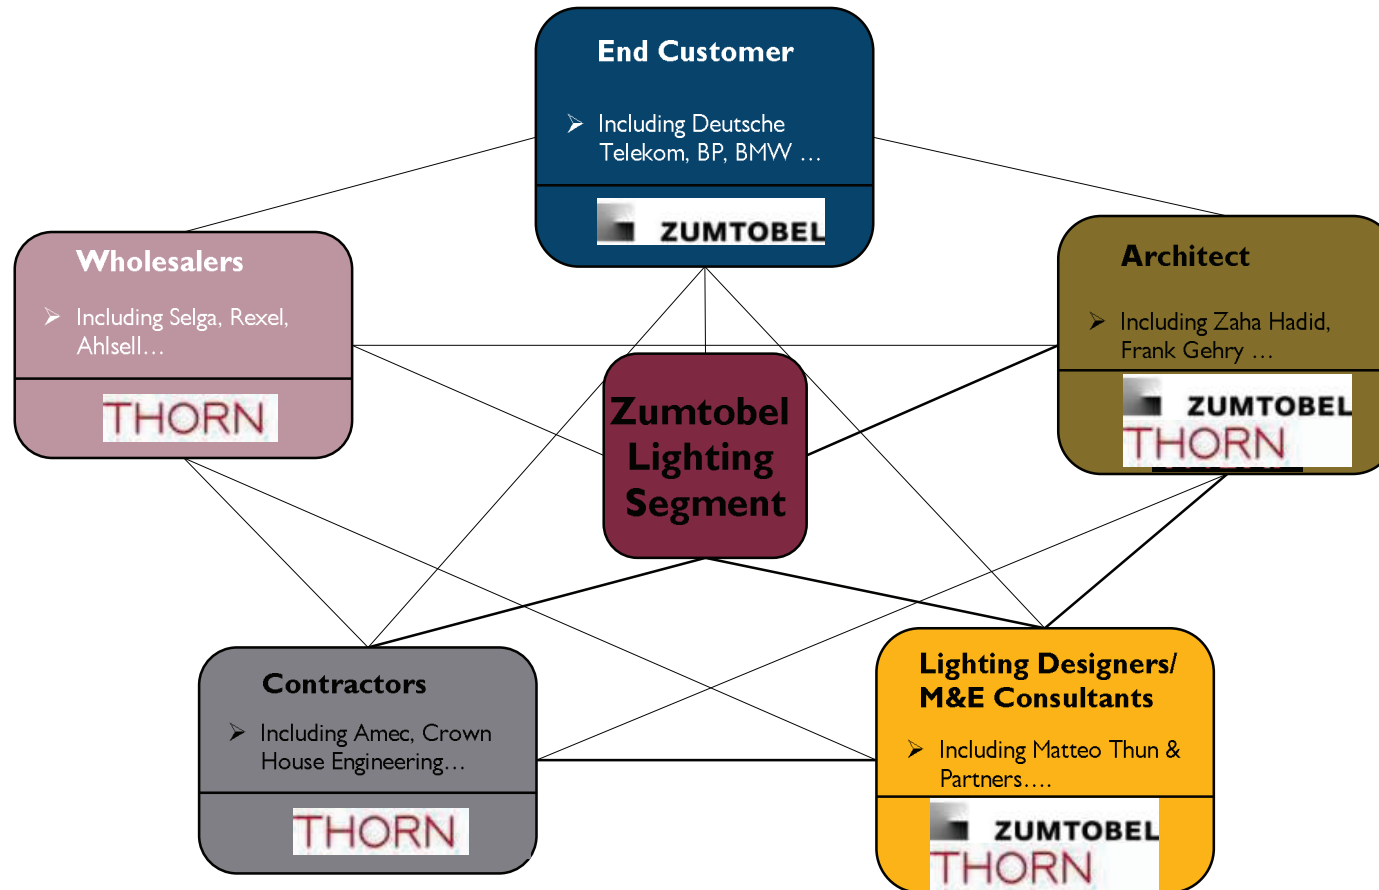 End Customer
➢ Including Deutsche
Telekom, BP, BMW …
ZUMTOBEL
Wholesalers
➢ Including Selga, Rexel,
Ahlsell…
THORN
Architect
➢ Including Zaha Hadid,
Frank Gehry …
ZUMTOBEL
THORN
Zumtobel
Lighting
Segment
Contractors
➢ Including Amec, Crown
House Engineering…
THORN
Lighting Designers/
M&E Consultants
➢ Including Matteo Thun &
Partners….
ZUMTOBEL
THORN